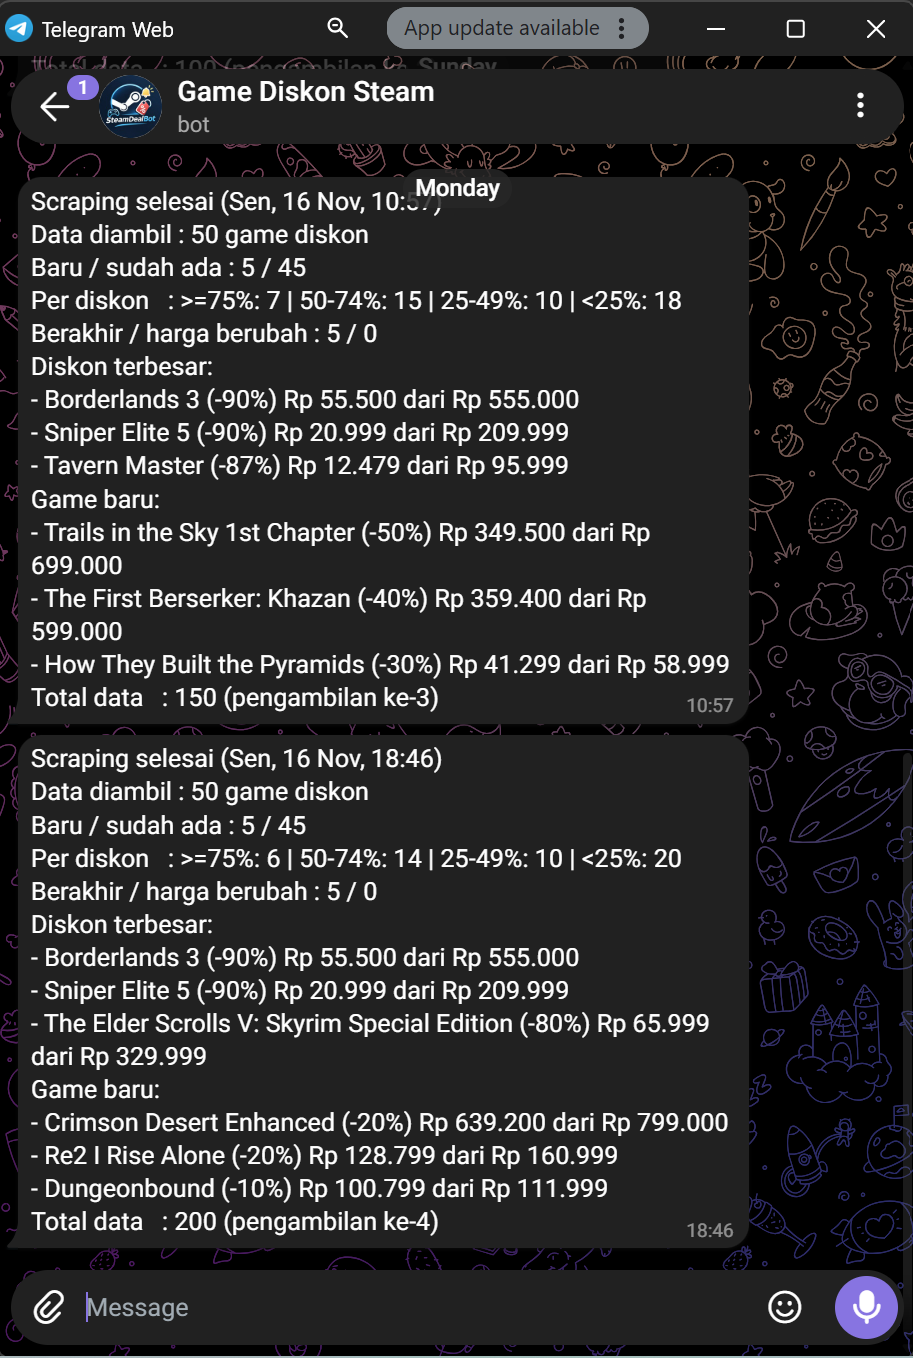 Telegram Web
App update available
Total data : 100 (pengambilan ke
Sunday
1
SteamDealBot
Game Diskon Steam
bot
Monday
Scraping selesai (Sen, 16 Nov, 10:57)
Data diambil : 50 game diskon
Baru / sudah ada : 5 / 45
Per diskon : >=75%: 7 | 50-74%: 15 | 25-49%: 10 | <25%: 18
Berakhir / harga berubah : 5 / 0
Diskon terbesar:
- Borderlands 3 (-90%) Rp 55.500 dari Rp 555.000
- Sniper Elite 5 (-90%) Rp 20.999 dari Rp 209.999
- Tavern Master (-87%) Rp 12.479 dari Rp 95.999
Game baru:
- Trails in the Sky 1st Chapter (-50%) Rp 349.500 dari Rp
699.000
- The First Berserker: Khazan (-40%) Rp 359.400 dari Rp
599.000
- How They Built the Pyramids (-30%) Rp 41.299 dari Rp 58.999
Total data : 150 (pengambilan ke-3)
10:57
Scraping selesai (Sen, 16 Nov, 18:46)
Data diambil : 50 game diskon
Baru / sudah ada : 5 / 45
Per diskon : >=75%: 6 | 50-74%: 14 | 25-49%: 10 | <25%: 20
Berakhir / harga berubah : 5 / 0
Diskon terbesar:
- Borderlands 3 (-90%) Rp 55.500 dari Rp 555.000
- Sniper Elite 5 (-90%) Rp 20.999 dari Rp 209.999
- The Elder Scrolls V: Skyrim Special Edition (-80%) Rp 65.999
dari Rp 329.999
Game baru:
- Crimson Desert Enhanced (-20%) Rp 639.200 dari Rp 799.000
- Re2 I Rise Alone (-20%) Rp 128.799 dari Rp 160.999
- Dungeonbound (-10%) Rp 100.799 dari Rp 111.999
Total data : 200 (pengambilan ke-4)
18:46
Message